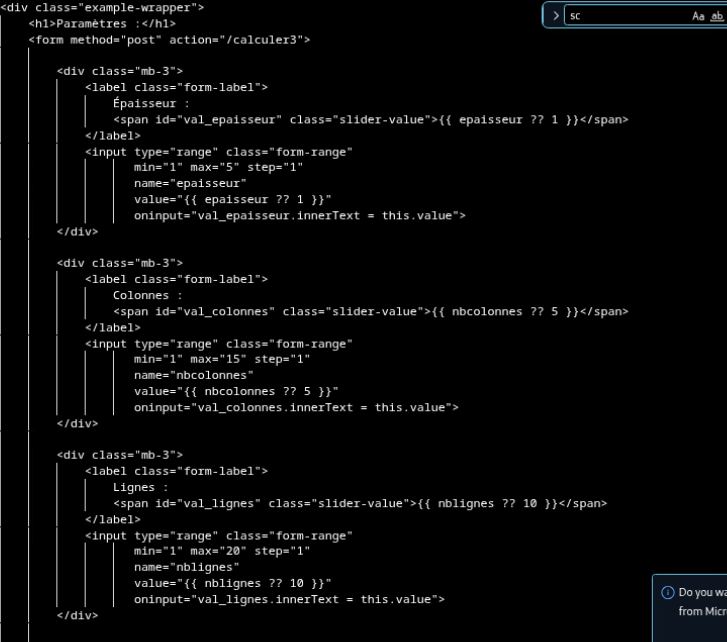 <div class="example-wrapper">
    <h1>Paramètres :</h1>
    <form method="post" action="/calculer3">

        <div class="mb-3">
            <label class="form-label">
                Épaisseur :
                <span id="val_epaisseur" class="slider-value">{{ epaisseur ?? 1 }}</span>
            </label>
            <input type="range" class="form-range"
                   min="1" max="5" step="1"
                   name="epaisseur"
                   value="{{ epaisseur ?? 1 }}"
                   oninput="val_epaisseur.innerText = this.value">
        </div>

        <div class="mb-3">
            <label class="form-label">
                Colonnes :
                <span id="val_colonnes" class="slider-value">{{ nbcolonnes ?? 5 }}</span>
            </label>
            <input type="range" class="form-range"
                   min="1" max="15" step="1"
                   name="nbcolonnes"
                   value="{{ nbcolonnes ?? 5 }}"
                   oninput="val_colonnes.innerText = this.value">
        </div>

        <div class="mb-3">
            <label class="form-label">
                Lignes :
                <span id="val_lignes" class="slider-value">{{ nblignes ?? 10 }}</span>
            </label>
            <input type="range" class="form-range"
                   min="1" max="20" step="1"
                   name="nblignes"
                   value="{{ nblignes ?? 10 }}"
                   oninput="val_lignes.innerText = this.value">
        </div>
sc Aa ab
Do you
from